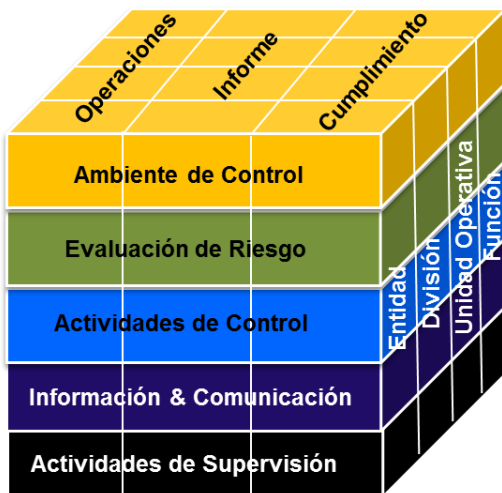 Operaciones
Informe
Cumplimiento
Ambiente de Control
Evaluación de Riesgo
Actividades de Control
Información & Comunicación
Actividades de Supervisión
Entidad
División
Unidad Operativa
Función